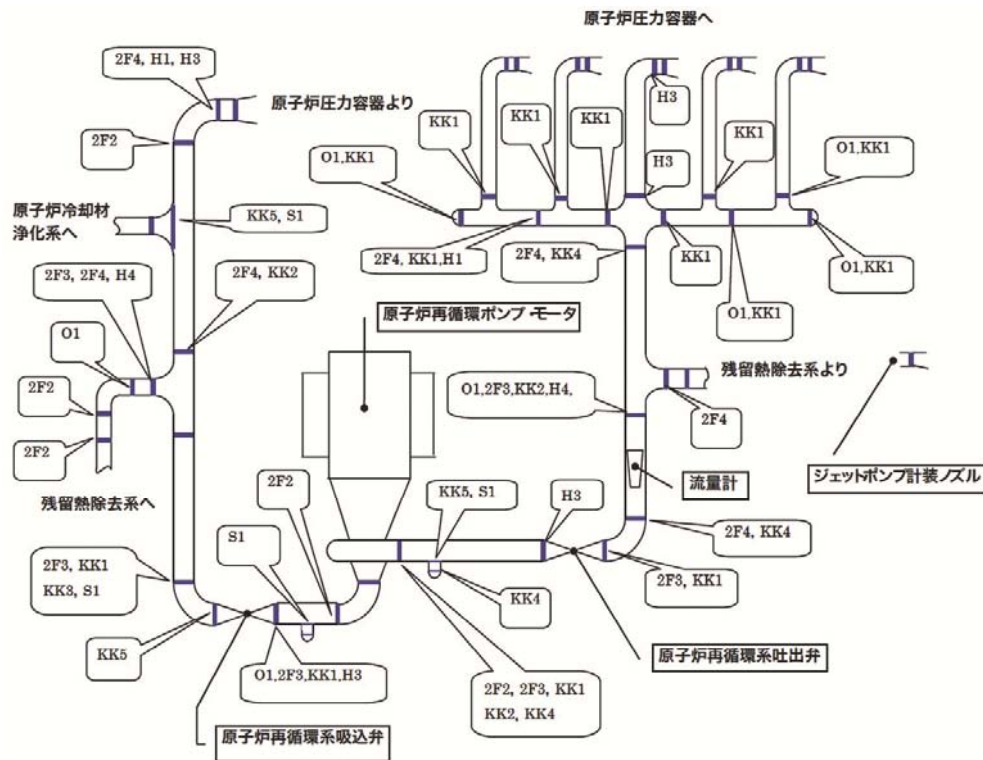 原子炉圧力容器へ
2F4, H1, H3
原子炉圧力容器より
H3
2F2
KK1
KK1
KK1
KK1
O1,KK1
O1,KK1
H3
原子炉冷却材
浄化系へ
KK5, S1
2F4, KK1,H1
2F4, KK4
KK1
O1,KK1
2F3, 2F4, H4
2F4, KK2
O1,KK1
原子炉再循環ポンプ・モータ
O1
残留熱除去系より
2F2
O1,2F3,KK2,H4,
2F4
2F2
ジェットポンプ計装ノズル
流量計
残留熱除去系へ
2F2
KK5, S1
H3
2F4, KK4
S1
2F3, KK1
KK3, S1
2F3, KK1
KK4
KK5
O1,2F3,KK1,H3
原子炉再循環系吐出弁
2F2, 2F3, KK1
KK2, KK4
原子炉再循環系吸込弁